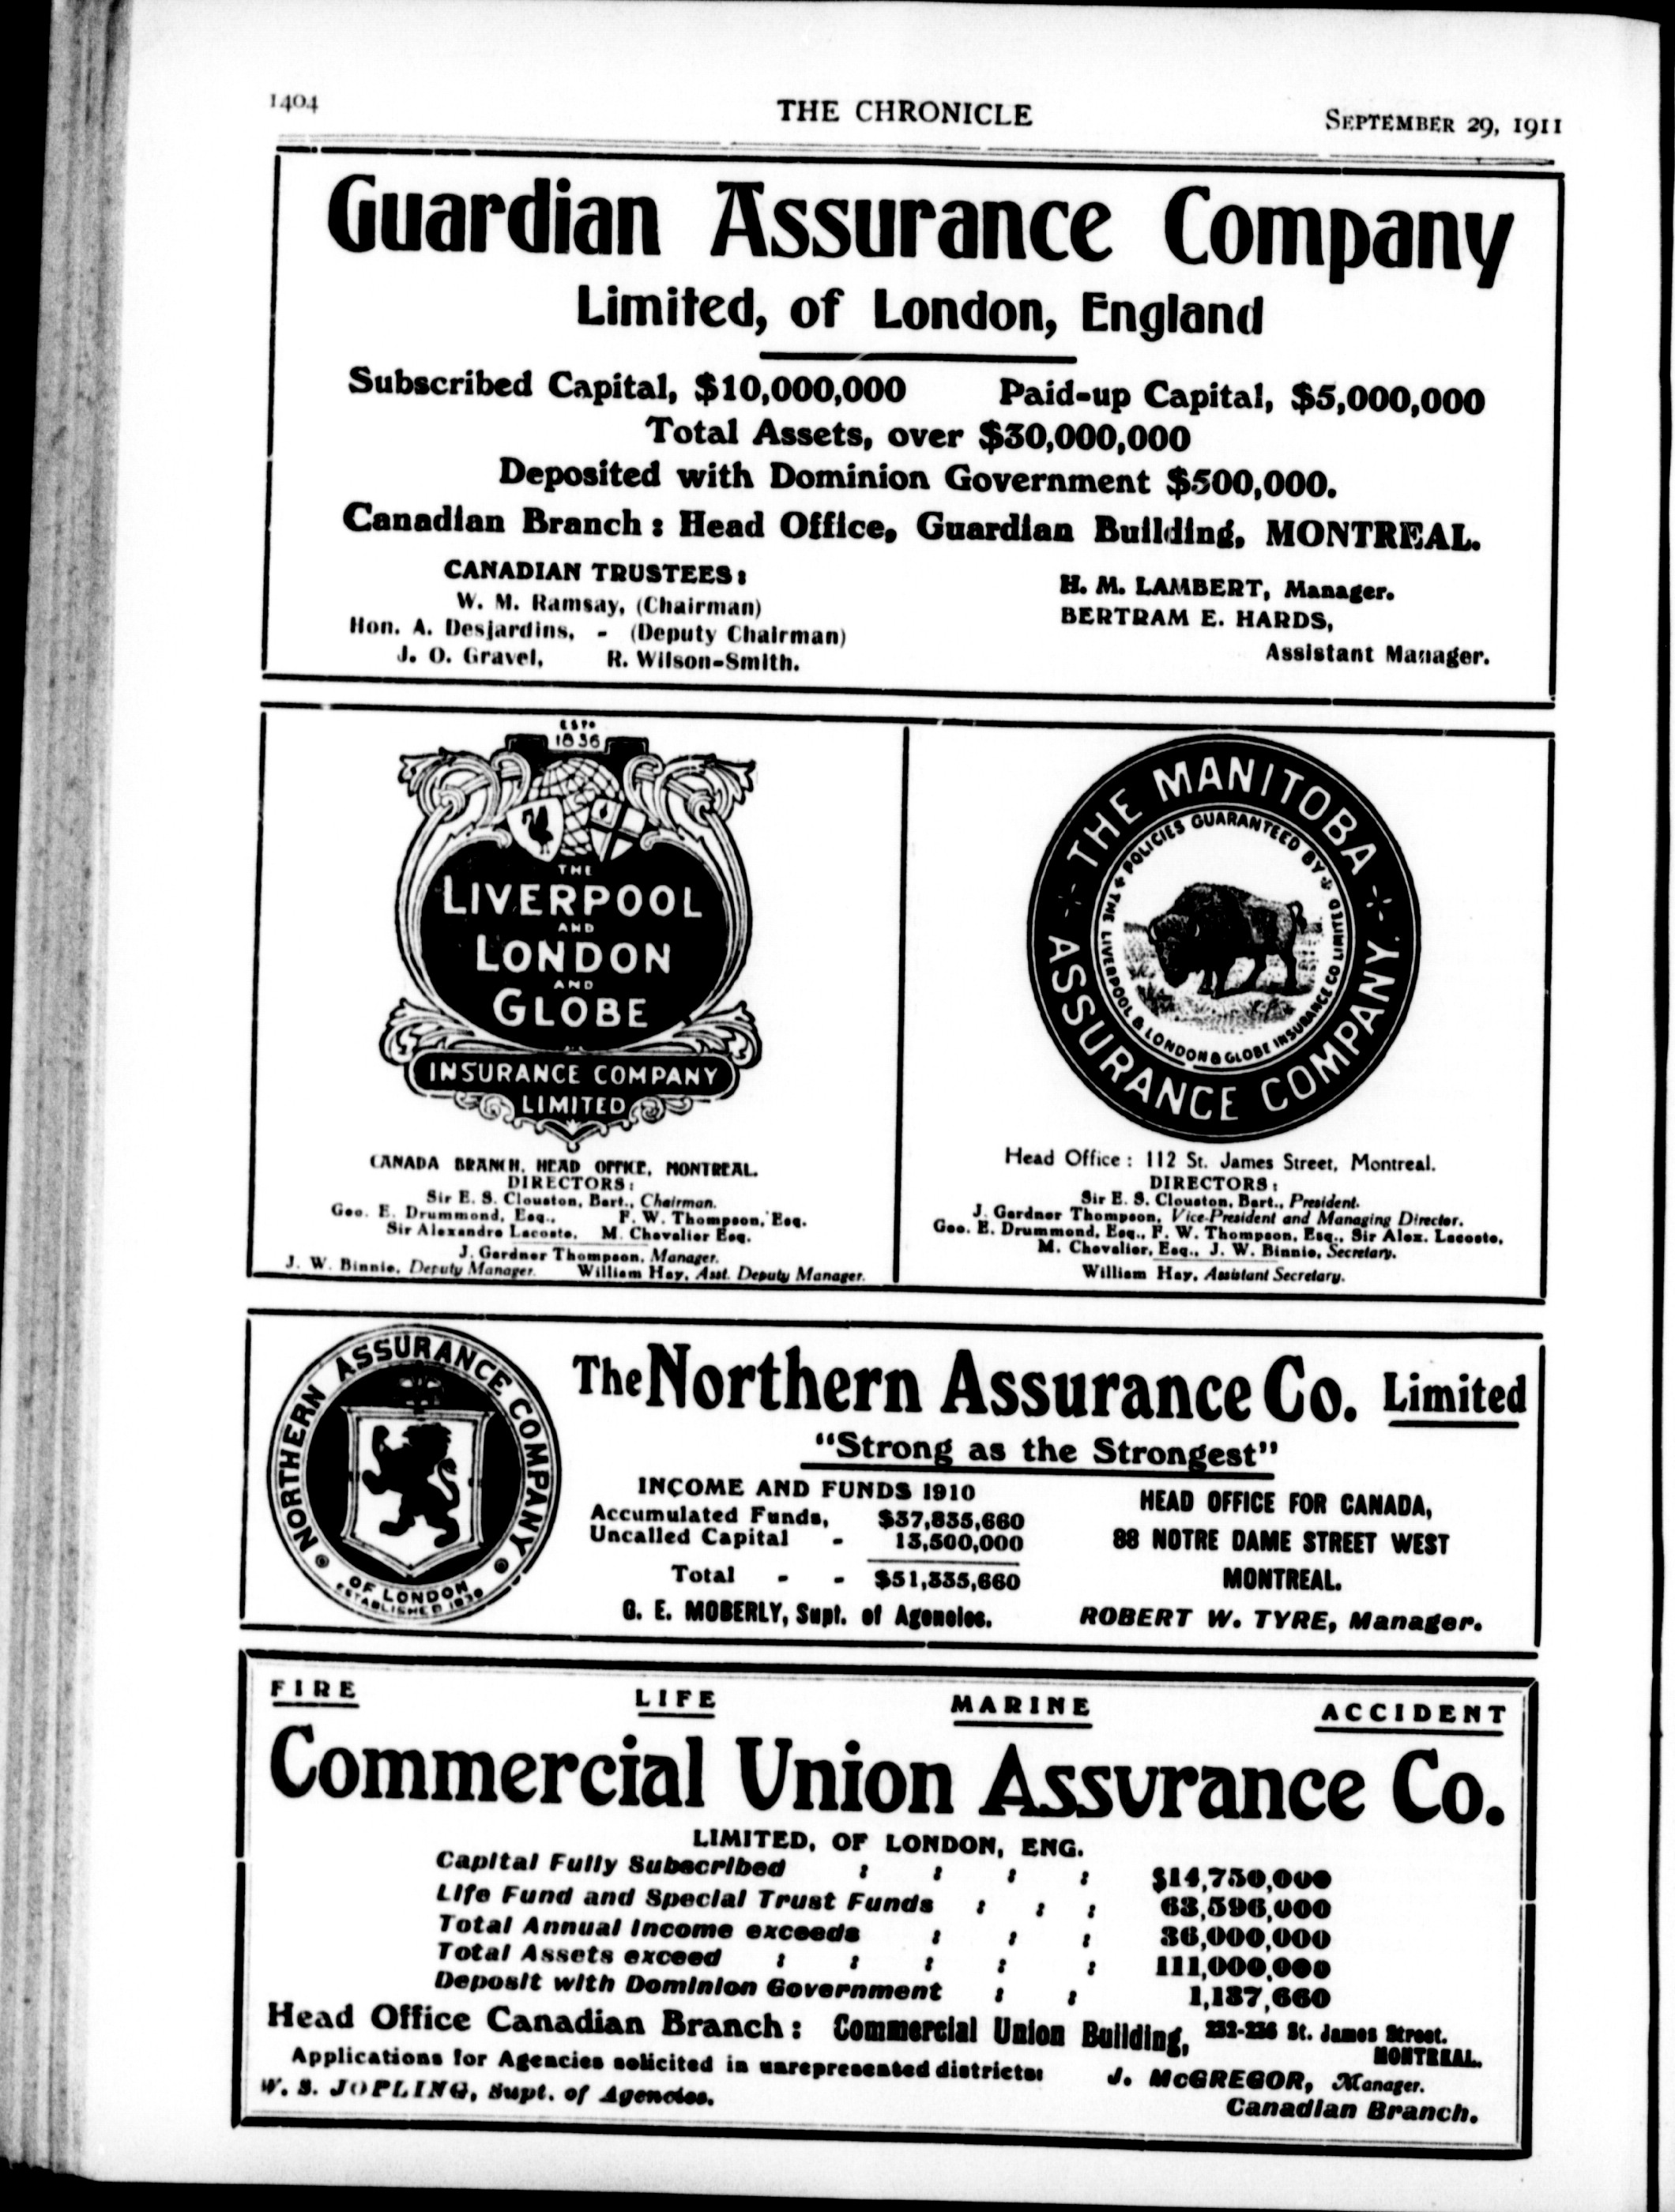 1404
THE CHRONICLE
SEPTEMBER 29, 1911
Guardian Assurance Company
Limited, of London, England
Subscribed Capital, $10,000,000 Paid-up Capital, $5,000,000
Total Assets, over $30,000,000
Deposited with Dominion Government $500,000.
Canadian Branch : Head Office, Guardian Building, MONTREAL.
CANADIAN TRUSTEES :
W. M. Ramsay, (Chairman)
Hon. A. Desjardins, - (Deputy Chairman)
J. O. Gravel, R. Wilson-Smith.
H. M. LAMBERT, Manager.
BERTRAM E. HARDS,
Assistant Manager.
ESTD
1836
THE
LIVERPOOL
AND
LONDON
AND
GLOBE
INSURANCE COMPANY
LIMITED
CANADA BRANCH, HEAD OFFICE, MONTREAL.
DIRECTORS :
Sir E. S. Clouston, Bart., Chairman.
Geo. E. Drummond, Esq., F. W. Thompson, Esq.
Sir Alexandre Lacoste, M. Chevalier Esq.
J. Gardner Thompson, Manager.
J. W. Binnie, Deputy Manager. William Hay, Asst. Deputy Manager.
THE MANITOBA
ASSURANCE COMPANY.
POLICIES GUARANTEED BY
THE LIVERPOOL & LONDON & GLOBE INSURANCE CO LIMITED
Head Office : 112 St. James Street, Montreal.
DIRECTORS :
Sir E. S. Clouston, Bart., President.
J. Gardner Thompson, Vice-President and Managing Director.
Geo. E. Drummond, Esq., F. W. Thompson, Esq., Sir Alex. Lacoste,
M. Chevalier, Esq., J. W. Binnie, Secretary.
William Hay, Assistant Secretary.
NORTHERN ASSURANCE COMPANY
OF LONDON
ESTABLISHED 1836
The Northern Assurance Co. Limited
"Strong as the Strongest"
INCOME AND FUNDS 1910
Accumulated Funds, $37,835,660
Uncalled Capital - 13,500,000
Total - - $51,335,660
G. E. MOBERLY, Supt. of Agencies.
HEAD OFFICE FOR CANADA,
88 NOTRE DAME STREET WEST
MONTREAL.
ROBERT W. TYRE, Manager.
FIRE LIFE MARINE ACCIDENT
Commercial Union Assurance Co.
LIMITED, OF LONDON, ENG.
Capital Fully Subscribed : : : : $14,750,000
Life Fund and Special Trust Funds : : : 63,596,000
Total Annual Income exceeds : : : 36,000,000
Total Assets exceed : : : : : 111,000,000
Deposit with Dominion Government : : 1,137,660
Head Office Canadian Branch : Commercial Union Building, 232-236 St. James Street.
MONTREAL.
Applications for Agencies solicited in unrepresented districts:
W. S. JOPLING, Supt. of Agencies.
J. McGREGOR, Manager.
Canadian Branch.